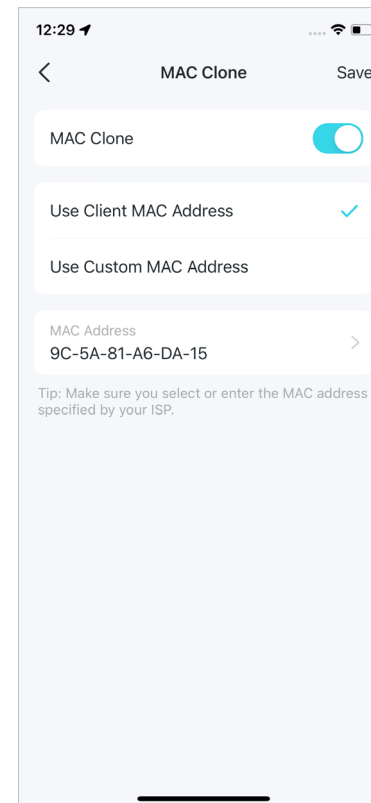 12:29
MAC Clone
Save
MAC Clone
Use Client MAC Address
Use Custom MAC Address
MAC Address
9C-5A-81-A6-DA-15
Tip: Make sure you select or enter the MAC address
specified by your ISP.